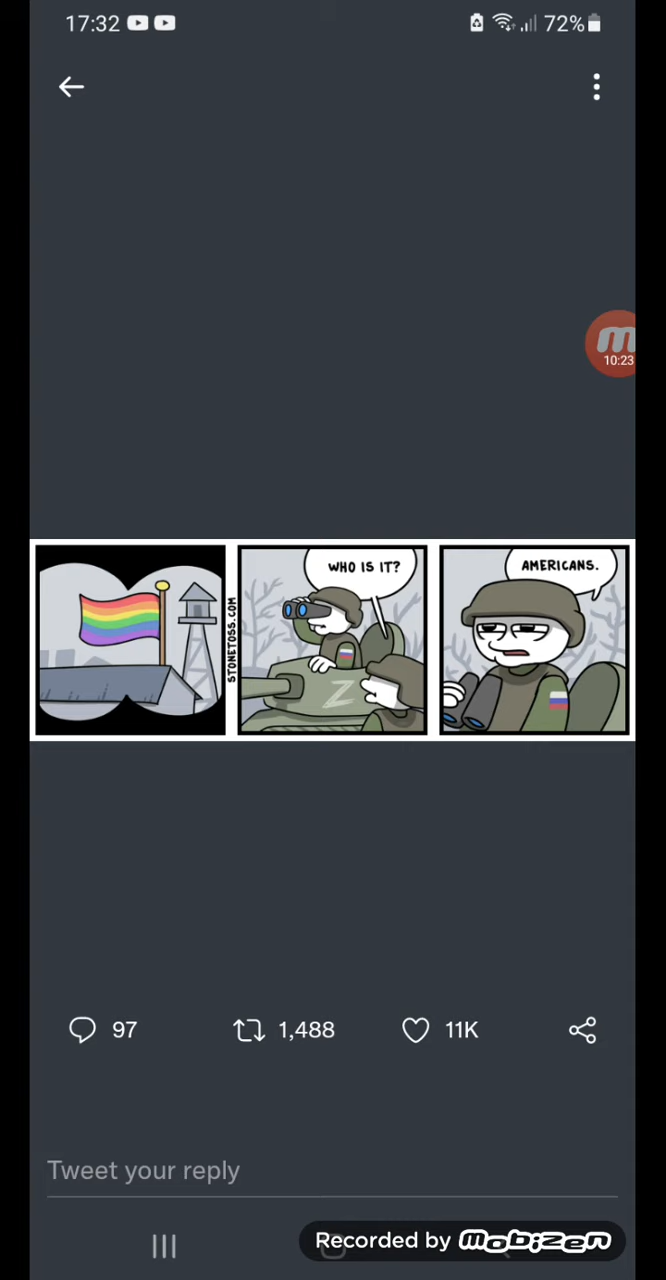 17:32
72%
10:23
STONETOSS.COM
WHO IS IT?
Z
AMERICANS.
97
1,488
11K
Tweet your reply
Recorded by mobizen